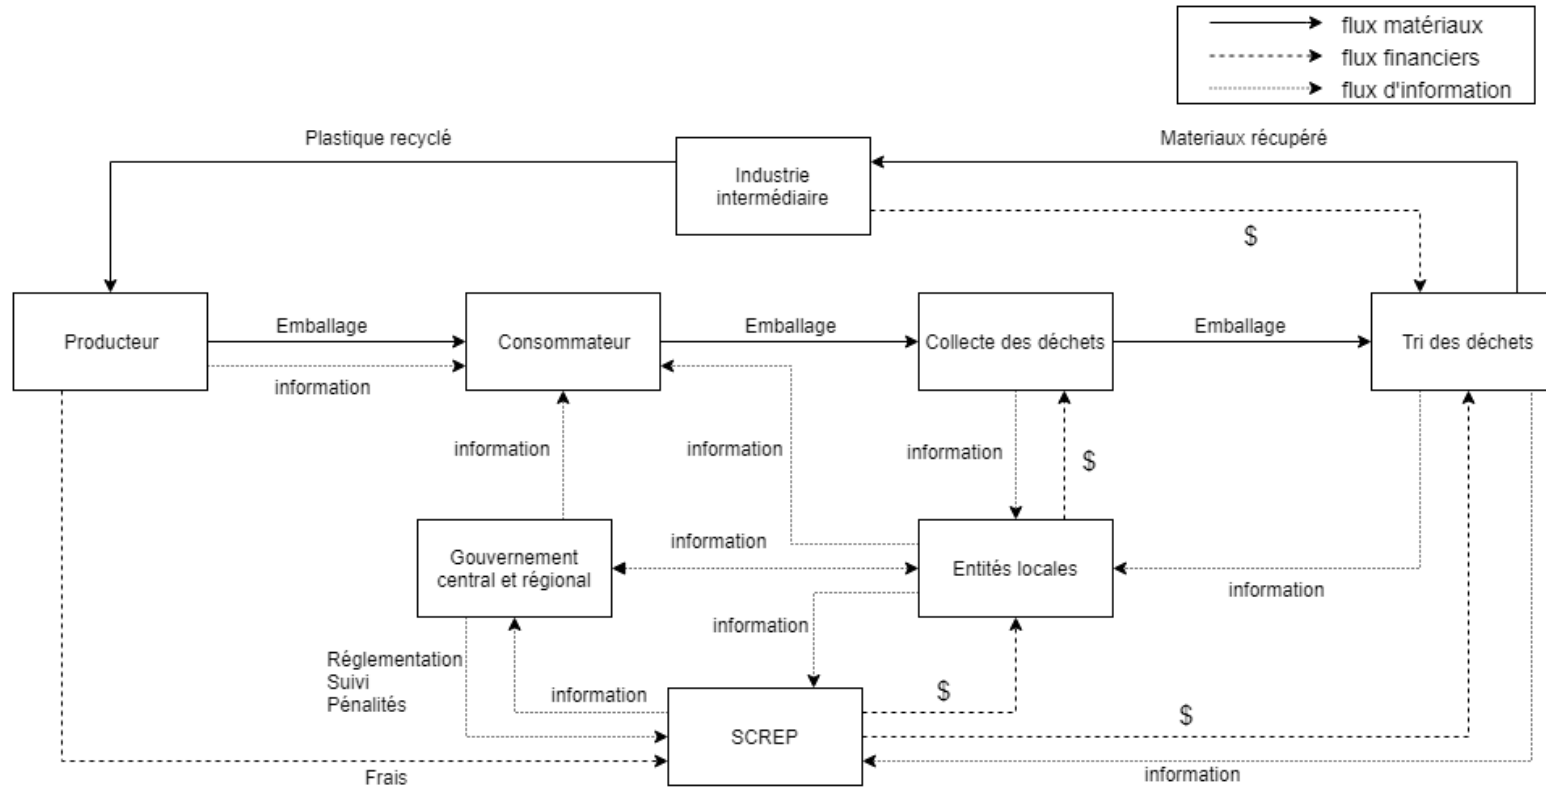 flux matériaux
flux financiers
flux d'information
Plastique recyclé
Materiaux récupéré
Industrie
intermédiaire
$
Producteur
Emballage
Consommateur
Emballage
Collecte des déchets
Emballage
Tri des déchets
information
information
information
information
$
Gouvernement
central et régional
information
Entités locales
information
information
Réglementation
Suivi
Pénalités
information
$
$
SCREP
Frais
information